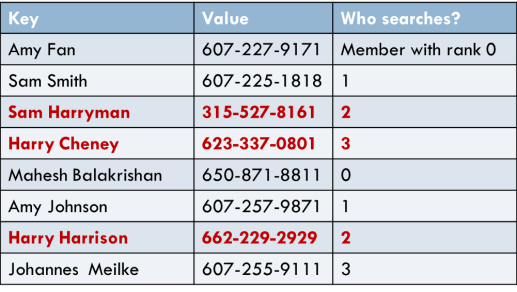 Key Value Who searches?
Amy Fan 607-227-9171 Member with rank 0
Sam Smith 607-225-1818 1
Sam Harryman 315-527-8161 2
Harry Cheney 623-337-0801 3
Mahesh Balakrishan 650-871-8811 0
Amy Johnson 607-257-9871 1
Harry Harrison 662-229-2929 2
Johannes Meilke 607-255-9111 3